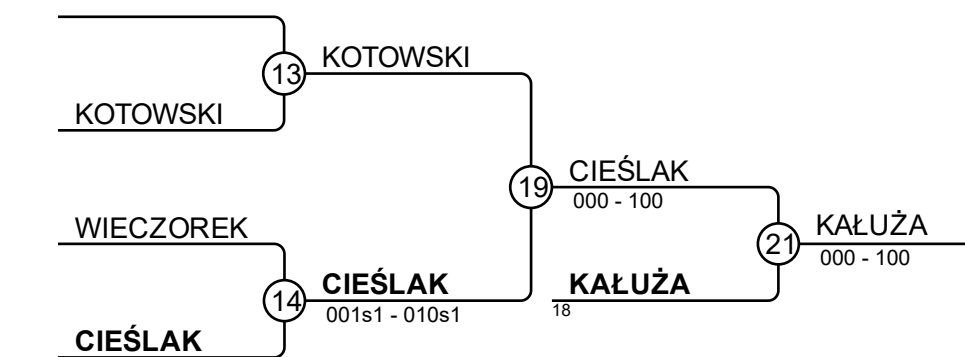 13
KOTOWSKI
KOTOWSKI
19
CIEŚLAK
000 - 100
WIECZOREK
21
KAŁUŻA
000 - 100
14
CIEŚLAK
001s1 - 010s1
KAŁUŻA
18
CIEŚLAK